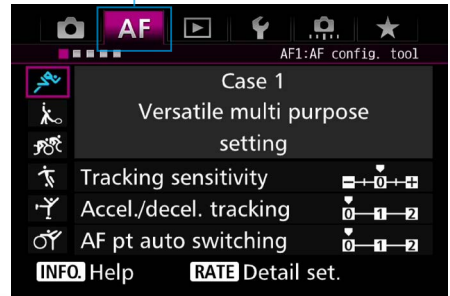 AF
AF1:AF config. tool
Case 1
Versatile multi purpose
setting
Tracking sensitivity
- 0 +
Accel./decel. tracking
0 1 2
AF pt auto switching
0 1 2
INFO. Help RATE Detail set.